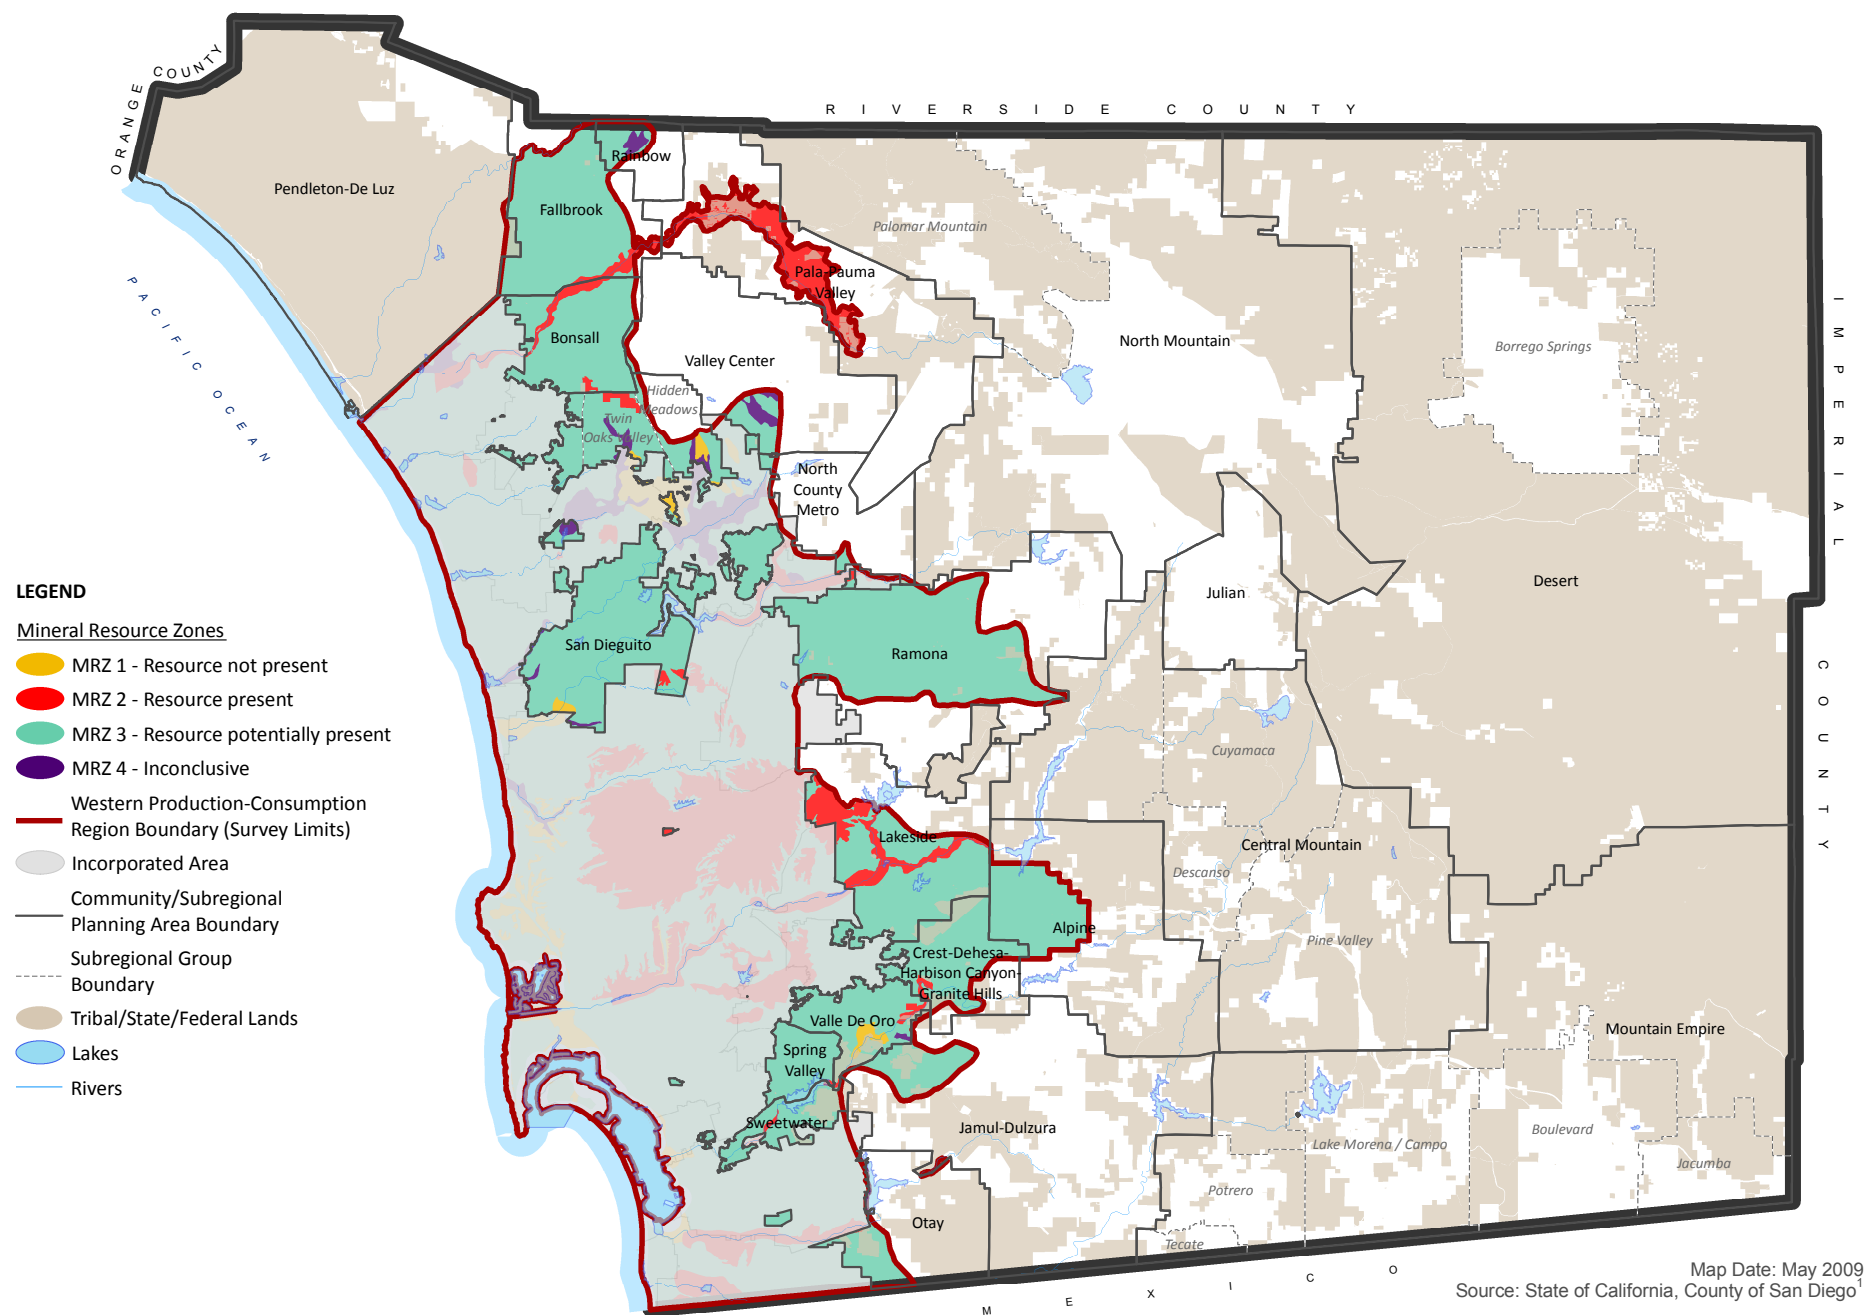 ORANGE COUNTY
RIVERSIDE COUNTY
IMPERIAL COUNTY
PACIFIC OCEAN
MEXICO
Pendleton-De Luz
Rainbow
Fallbrook
Palomar Mountain
Pala-Pauma
Valley
Bonsall
Valley Center
North Mountain
Borrego Springs
Hidden
Meadows
Twin
Oaks Valley
North
County
Metro
Desert
Julian
San Dieguito
Ramona
Cuyamaca
Lakeside
Central Mountain
Descanso
Alpine
Pine Valley
Crest-Dehesa-
Harbison Canyon-
Granite Hills
Valle De Oro
Mountain Empire
Spring
Valley
Sweetwater
Jamul-Dulzura
Lake Morena / Campo
Boulevard
Jacumba
Potrero
Otay
Tecate
LEGEND
Mineral Resource Zones
MRZ 1 - Resource not present
MRZ 2 - Resource present
MRZ 3 - Resource potentially present
MRZ 4 - Inconclusive
Western Production-Consumption
Region Boundary (Survey Limits)
Incorporated Area
Community/Subregional
Planning Area Boundary
Subregional Group
Boundary
Tribal/State/Federal Lands
Lakes
Rivers
Map Date: May 2009
Source: State of California, County of San Diego¹